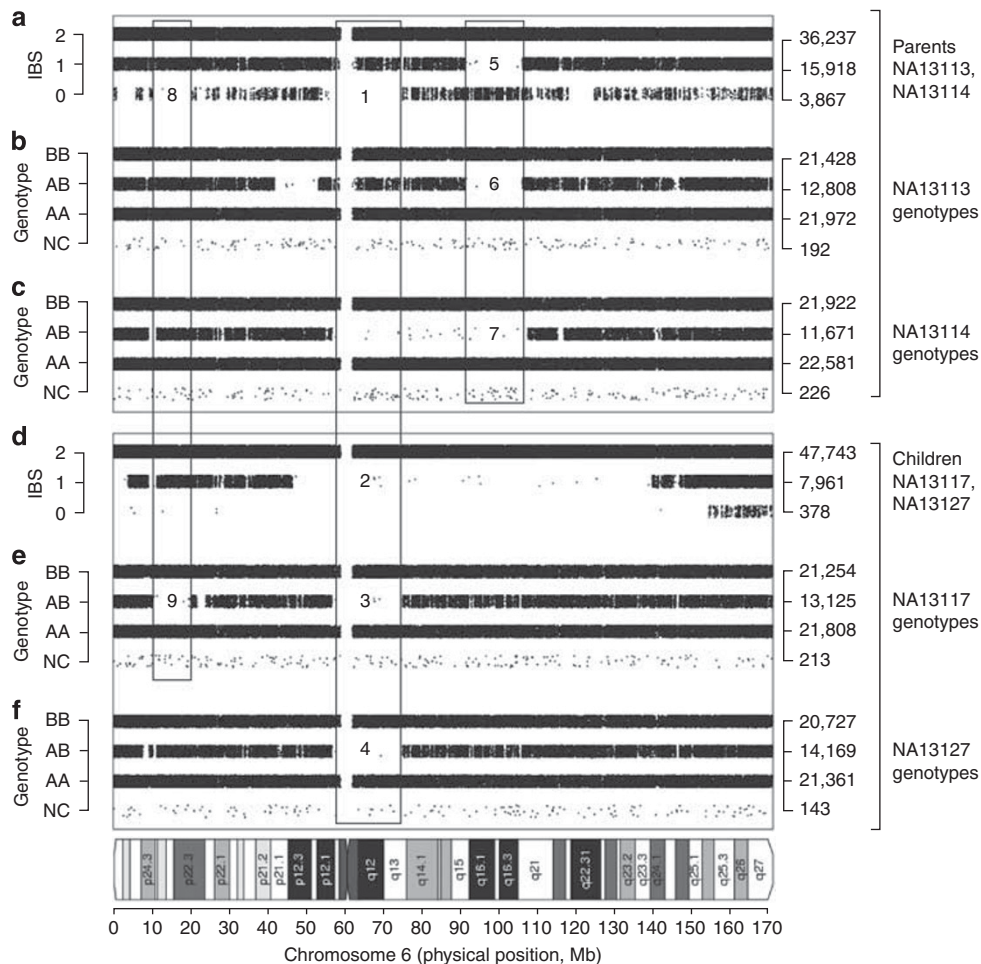 a
IBS
2
1
0
5
8
1
36,237
15,918
3,867
Parents
NA13113,
NA13114
b
Genotype
BB
AB
AA
NC
6
21,428
12,808
21,972
192
NA13113
genotypes
c
Genotype
BB
AB
AA
NC
7
21,922
11,671
22,581
226
NA13114
genotypes
d
IBS
2
1
0
2
47,743
7,961
378
Children
NA13117,
NA13127
e
Genotype
BB
AB
AA
NC
9
3
21,254
13,125
21,808
213
NA13117
genotypes
f
Genotype
BB
AB
AA
NC
4
20,727
14,169
21,361
143
NA13127
genotypes
p24.3 p22.3 p22.1 p21.2 p21.1 p12.3 p12.1 q12 q13 q14.1 q15 q16.1 q16.3 q21 q22.31 q23.2 q23.3 q24.1 q25.1 q25.3 q26 q27
0 10 20 30 40 50 60 70 80 90 100 110 120 130 140 150 160 170
Chromosome 6 (physical position, Mb)